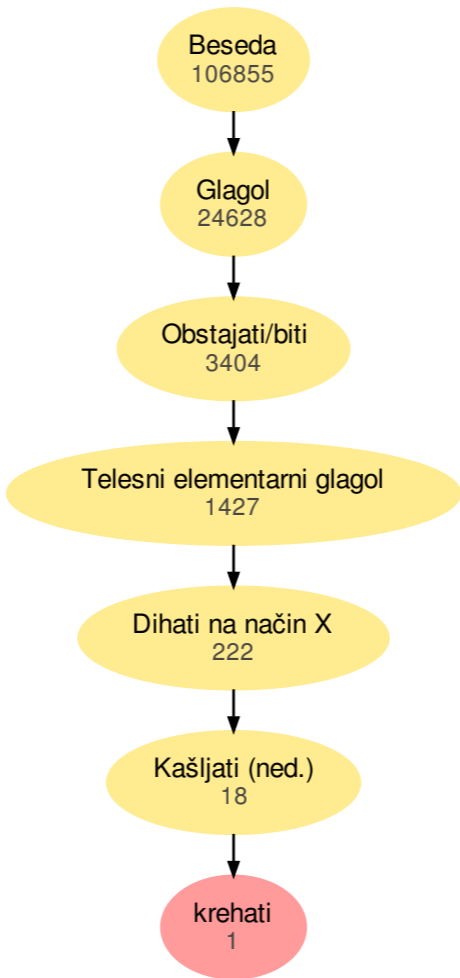 Beseda
106855
Glagol
24628
Obstajati/biti
3404
Telesni elementarni glagol
1427
Dihati na način X
222
Kašljati (ned.)
18
krehati
1